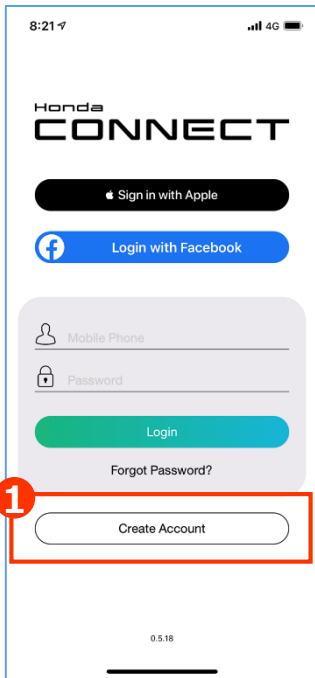 8:21 4G
Honda
CONNECT
Sign in with Apple
Login with Facebook
Mobile Phone
Password
Login
Forgot Password?
1
Create Account
0.5.18